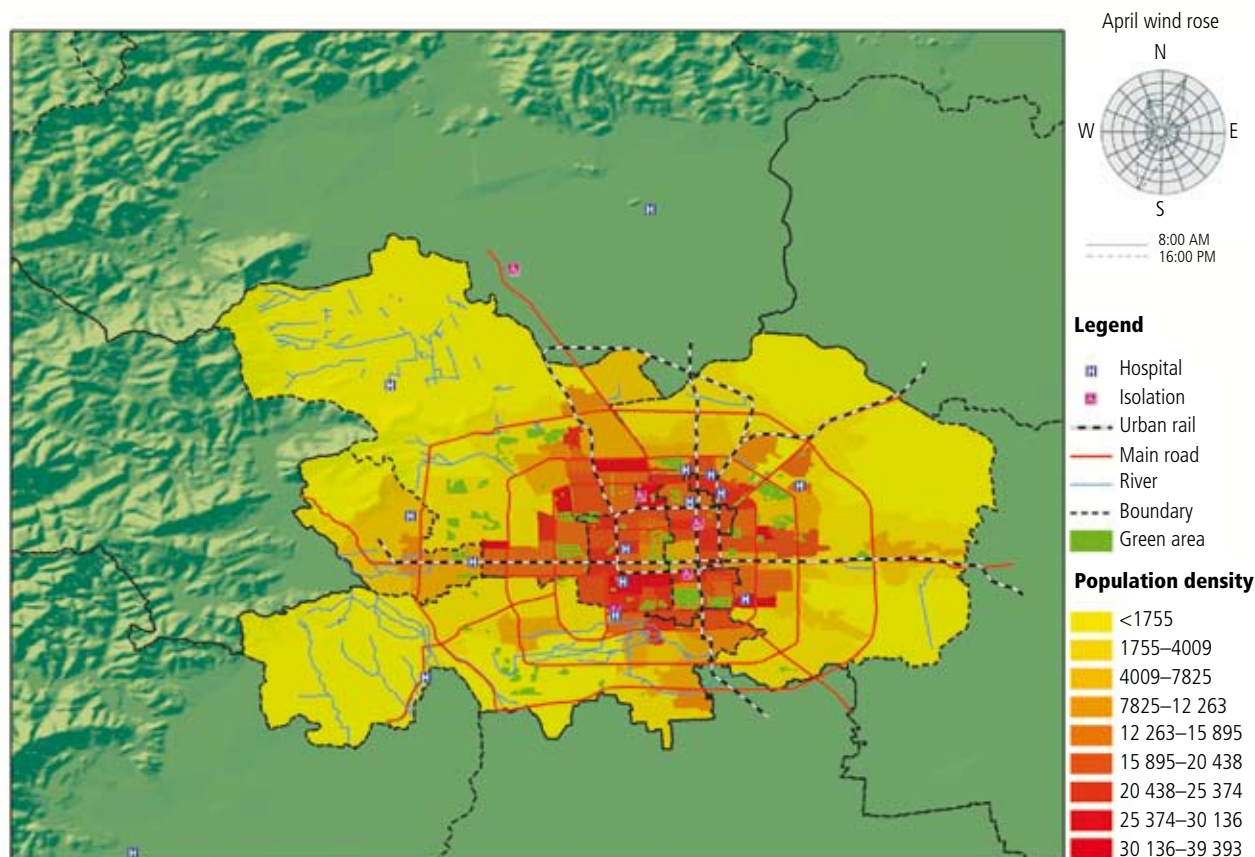 April wind rose
N
W
E
S
8:00 AM
16:00 PM
Legend
Hospital
Isolation
Urban rail
Main road
River
Boundary
Green area
Population density
<1755
1755–4009
4009–7825
7825–12 263
12 263–15 895
15 895–20 438
20 438–25 374
25 374–30 136
30 136–39 393